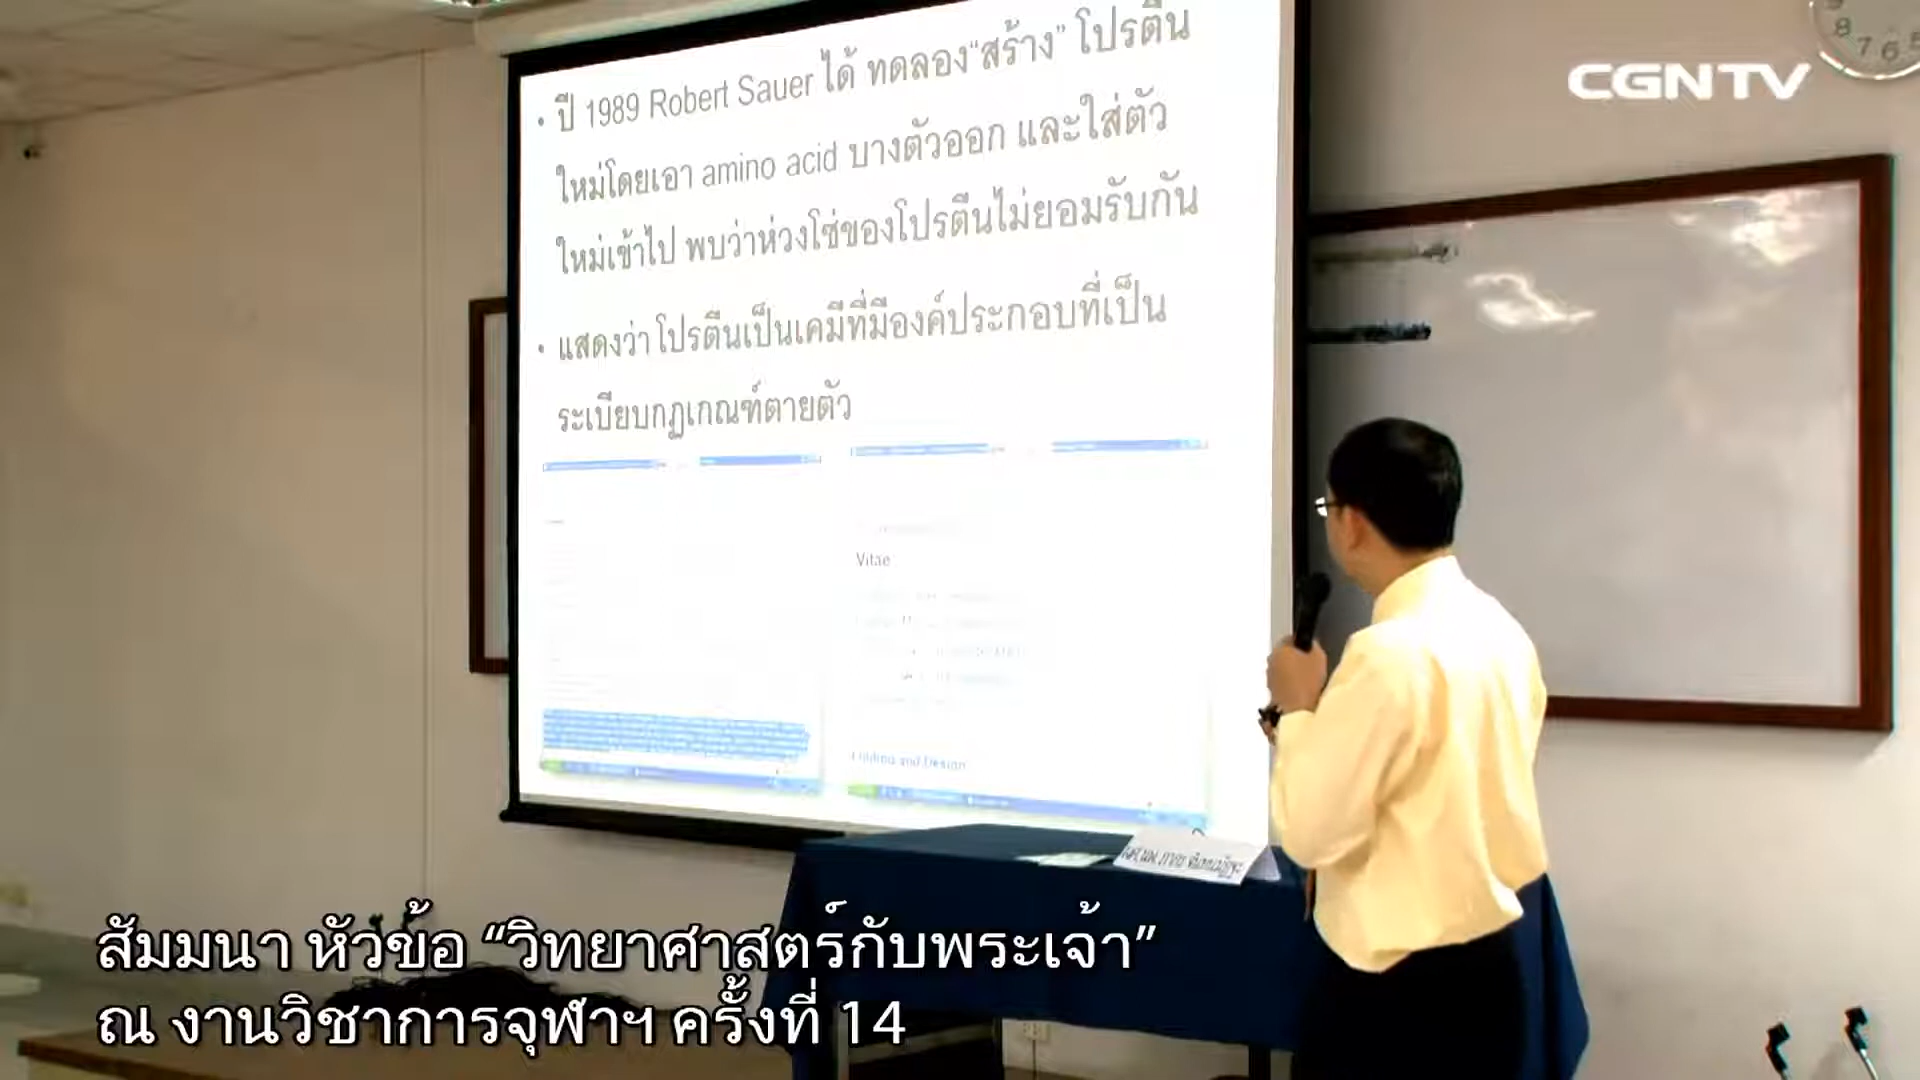 CGNTV
8 7 6
• ปี 1989 Robert Sauer ได้ ทดลอง“สร้าง” โปรตีน
ใหม่โดยเอา amino acid บางตัวออก และใส่ตัว
ใหม่เข้าไป พบว่าห่วงโซ่ของโปรตีนไม่ยอมรับกัน
• แสดงว่า โปรตีนเป็นเคมีที่มีองค์ประกอบที่เป็น
ระเบียบกฎเกณฑ์ตายตัว
Vitae
and Design
สัมมนา หัวข้อ “วิทยาศาสตร์กับพระเจ้า”
ณ งานวิชาการจุฬาฯ ครั้งที่ 14